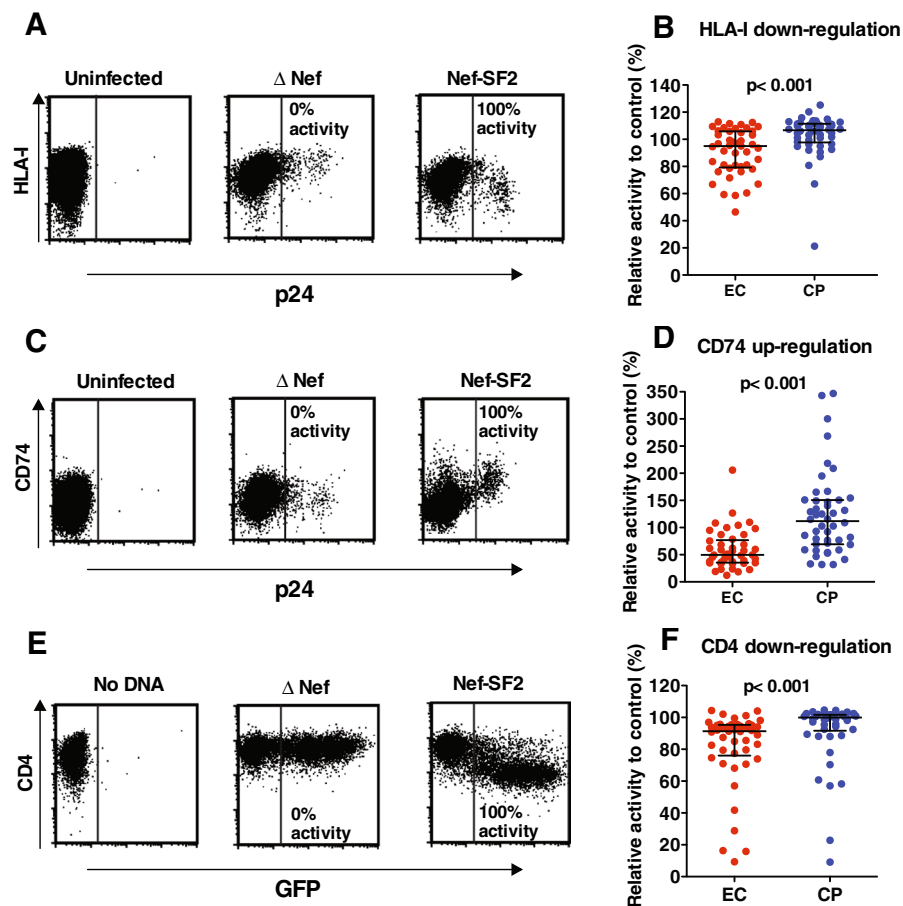 A
Uninfected
Δ Nef
Nef-SF2
0%
activity
100%
activity
HLA-I
p24
B
HLA-I down-regulation
p< 0.001
Relative activity to control (%)
140
120
100
80
60
40
20
0
EC
CP
C
Uninfected
Δ Nef
Nef-SF2
0%
activity
100%
activity
CD74
p24
D
CD74 up-regulation
p< 0.001
Relative activity to control (%)
350
300
250
200
150
100
50
0
EC
CP
E
No DNA
Δ Nef
Nef-SF2
0%
activity
100%
activity
CD4
GFP
F
CD4 down-regulation
p< 0.001
Relative activity to control (%)
120
100
80
60
40
20
0
EC
CP